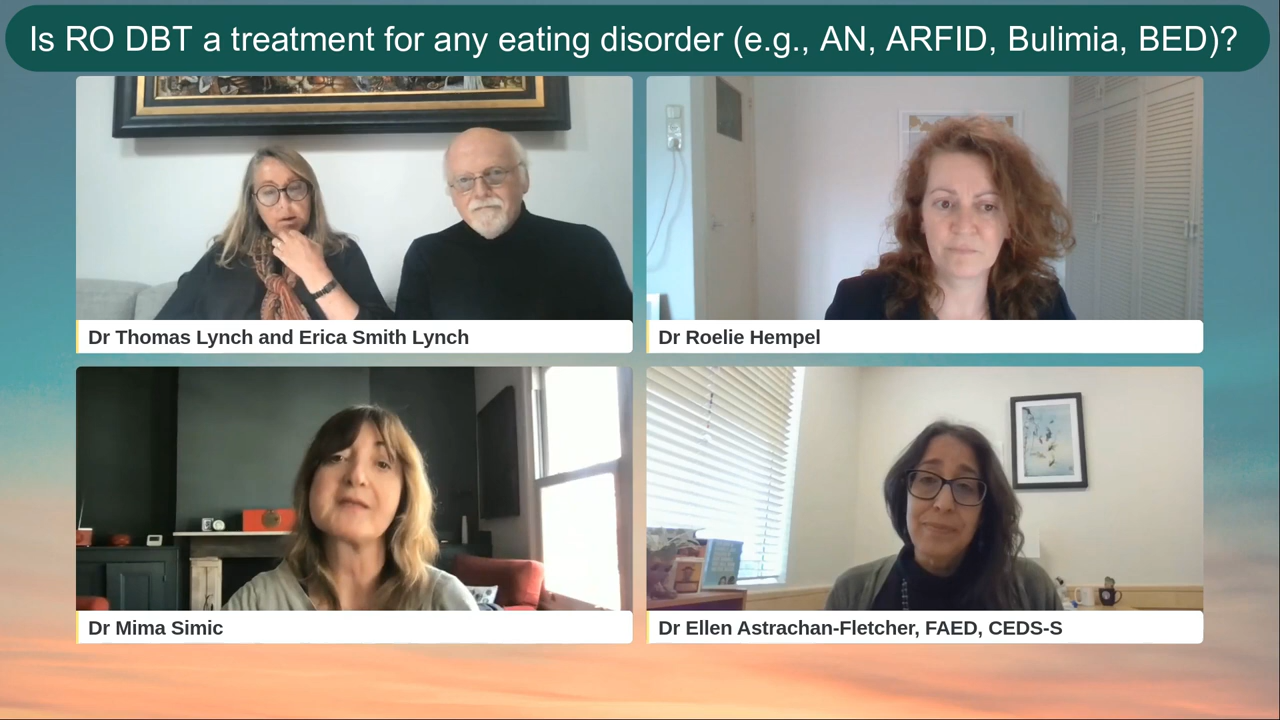 Is RO DBT a treatment for any eating disorder (e.g., AN, ARFID, Bulimia, BED)?
Dr Thomas Lynch and Erica Smith Lynch
Dr Roelie Hempel
Dr Mima Simic
Dr Ellen Astrachan-Fletcher, FAED, CEDS-S